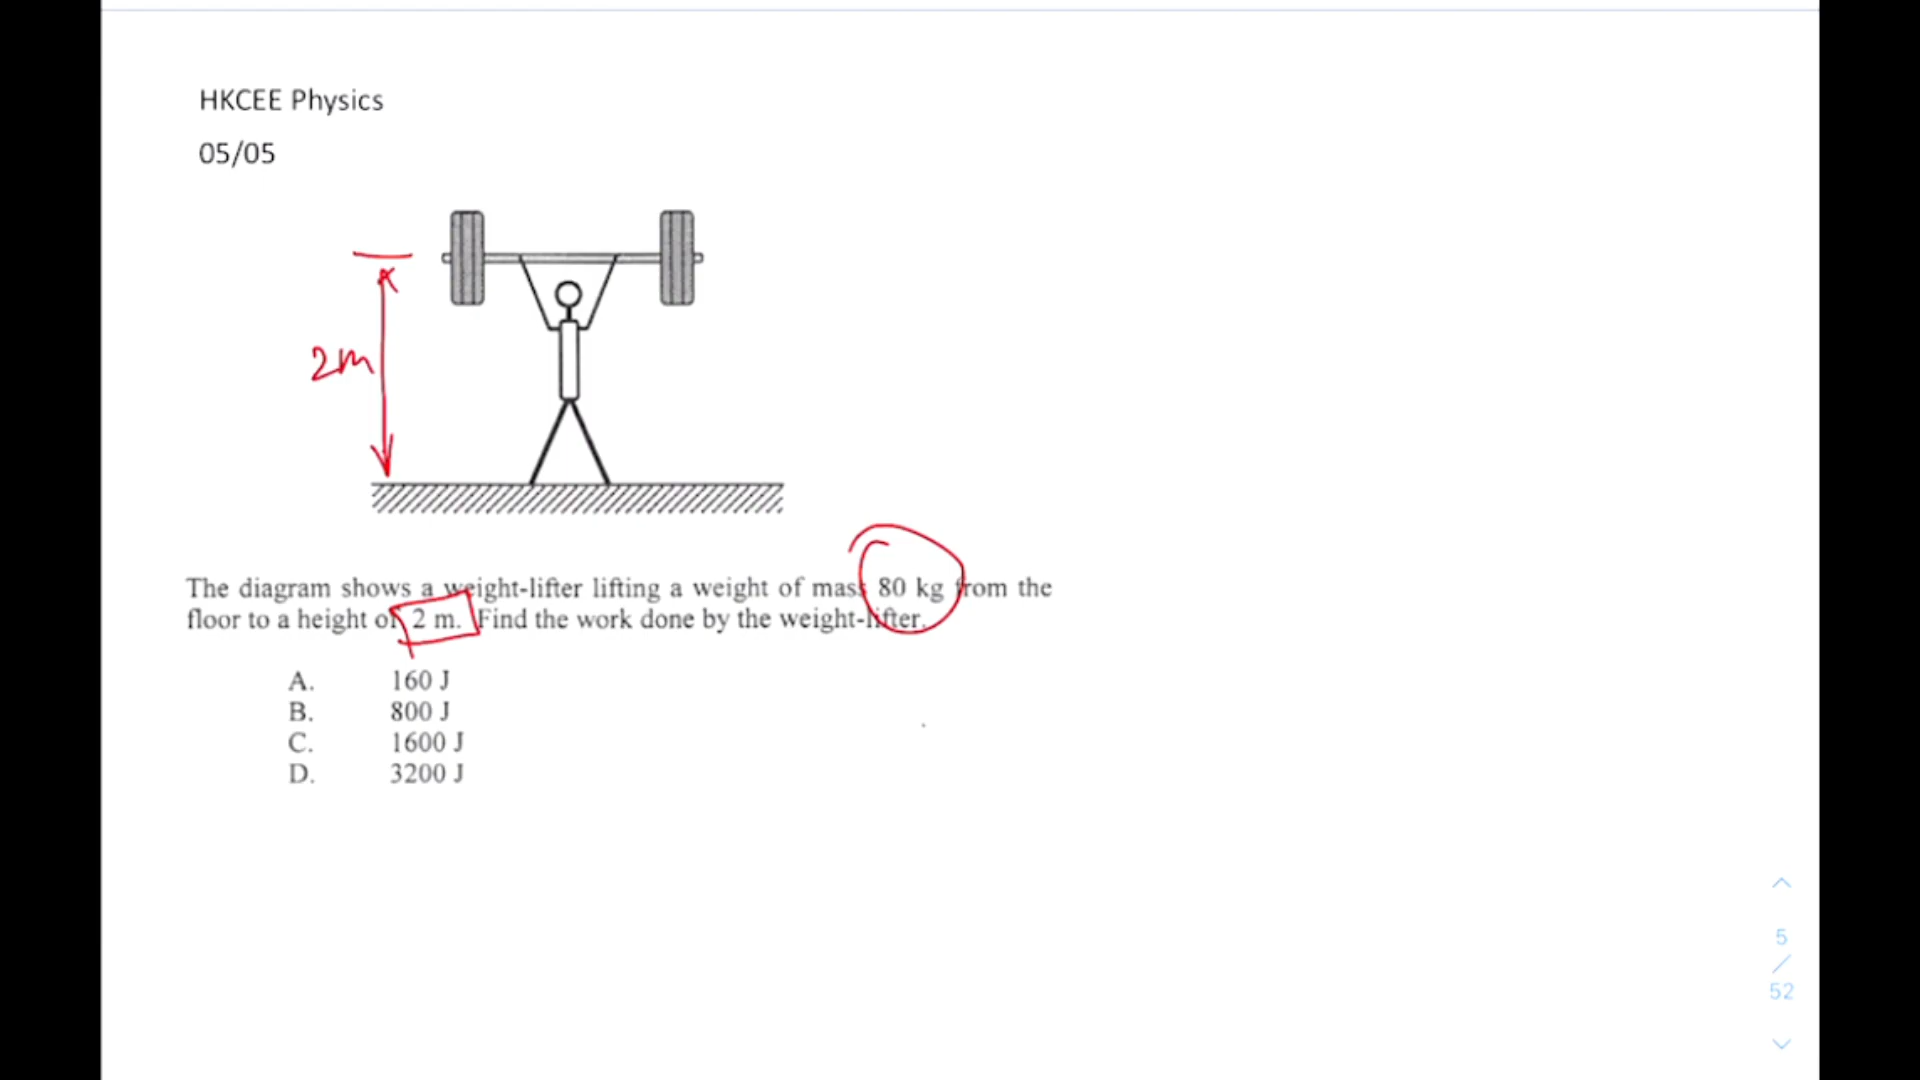 HKCEE Physics
05/05
2m
The diagram shows a weight-lifter lifting a weight of mass 80 kg from the
floor to a height of 2 m. Find the work done by the weight-lifter.
A. 160 J
B. 800 J
C. 1600 J
D. 3200 J
5
/
52